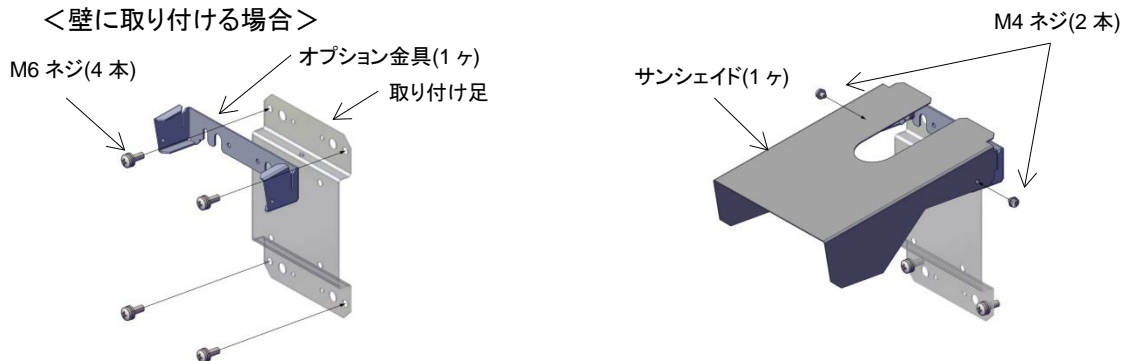 ＜壁に取り付ける場合＞
M6 ネジ(4 本)
オプション金具(1 ヶ)
取り付け足
M4 ネジ(2 本)
サンシェイド(1 ヶ)